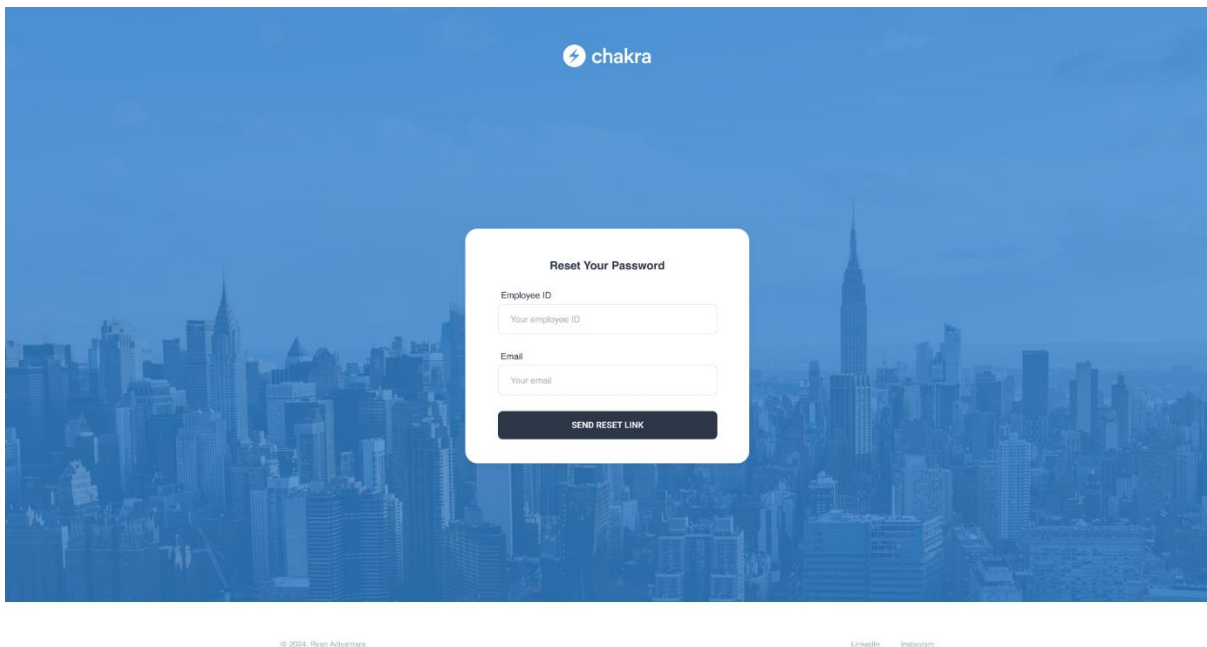 chakra
Reset Your Password
Employee ID
Your employee ID
Email
Your email
SEND RESET LINK
© 2024. Ryan Adivantara
LinkedIn Instagram